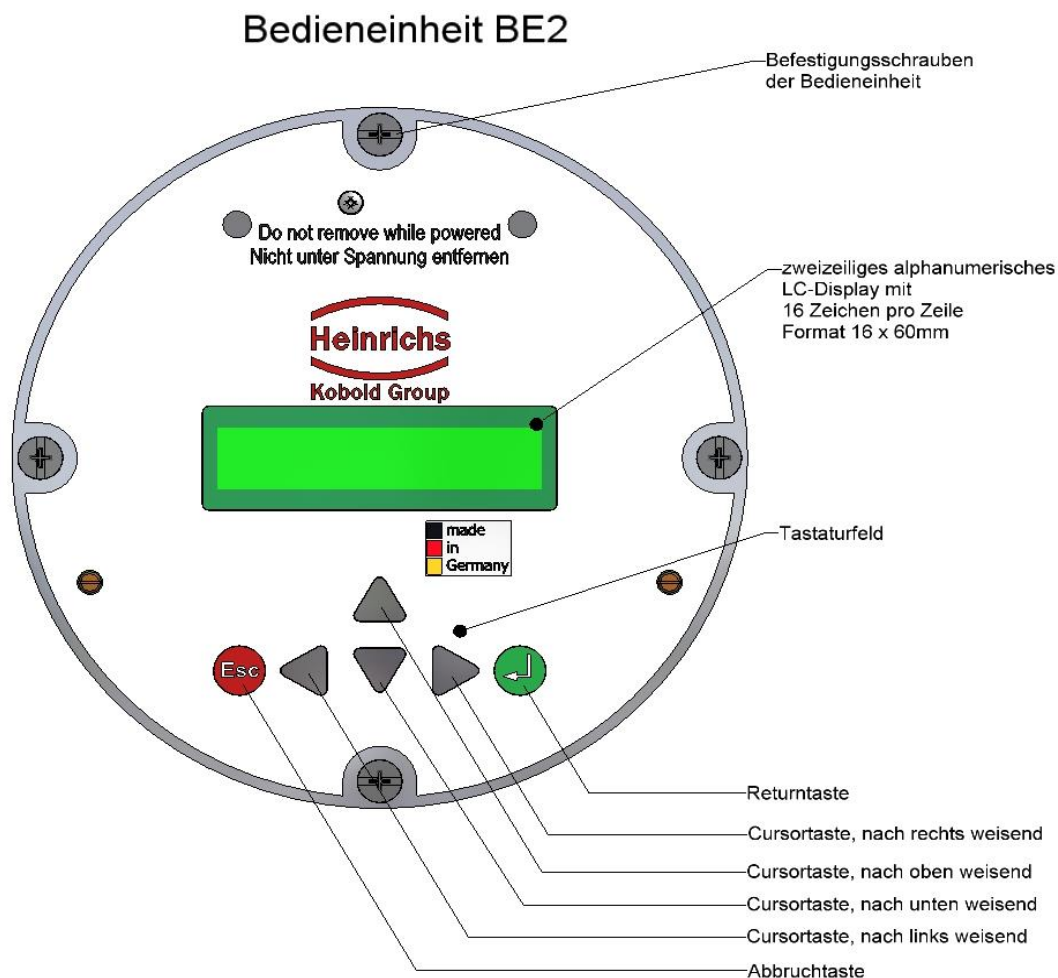 Bedieneinheit BE2
Befestigungsschrauben
der Bedieneinheit
Do not remove while powered
Nicht unter Spannung entfernen
zweizeiliges alphanumerisches
LC-Display mit
16 Zeichen pro Zeile
Format 16 x 60mm
Heinrichs
Kobold Group
made
in
Germany
Tastaturfeld
Esc
Returntaste
Cursortaste, nach rechts weisend
Cursortaste, nach oben weisend
Cursortaste, nach unten weisend
Cursortaste, nach links weisend
Abbruchtaste